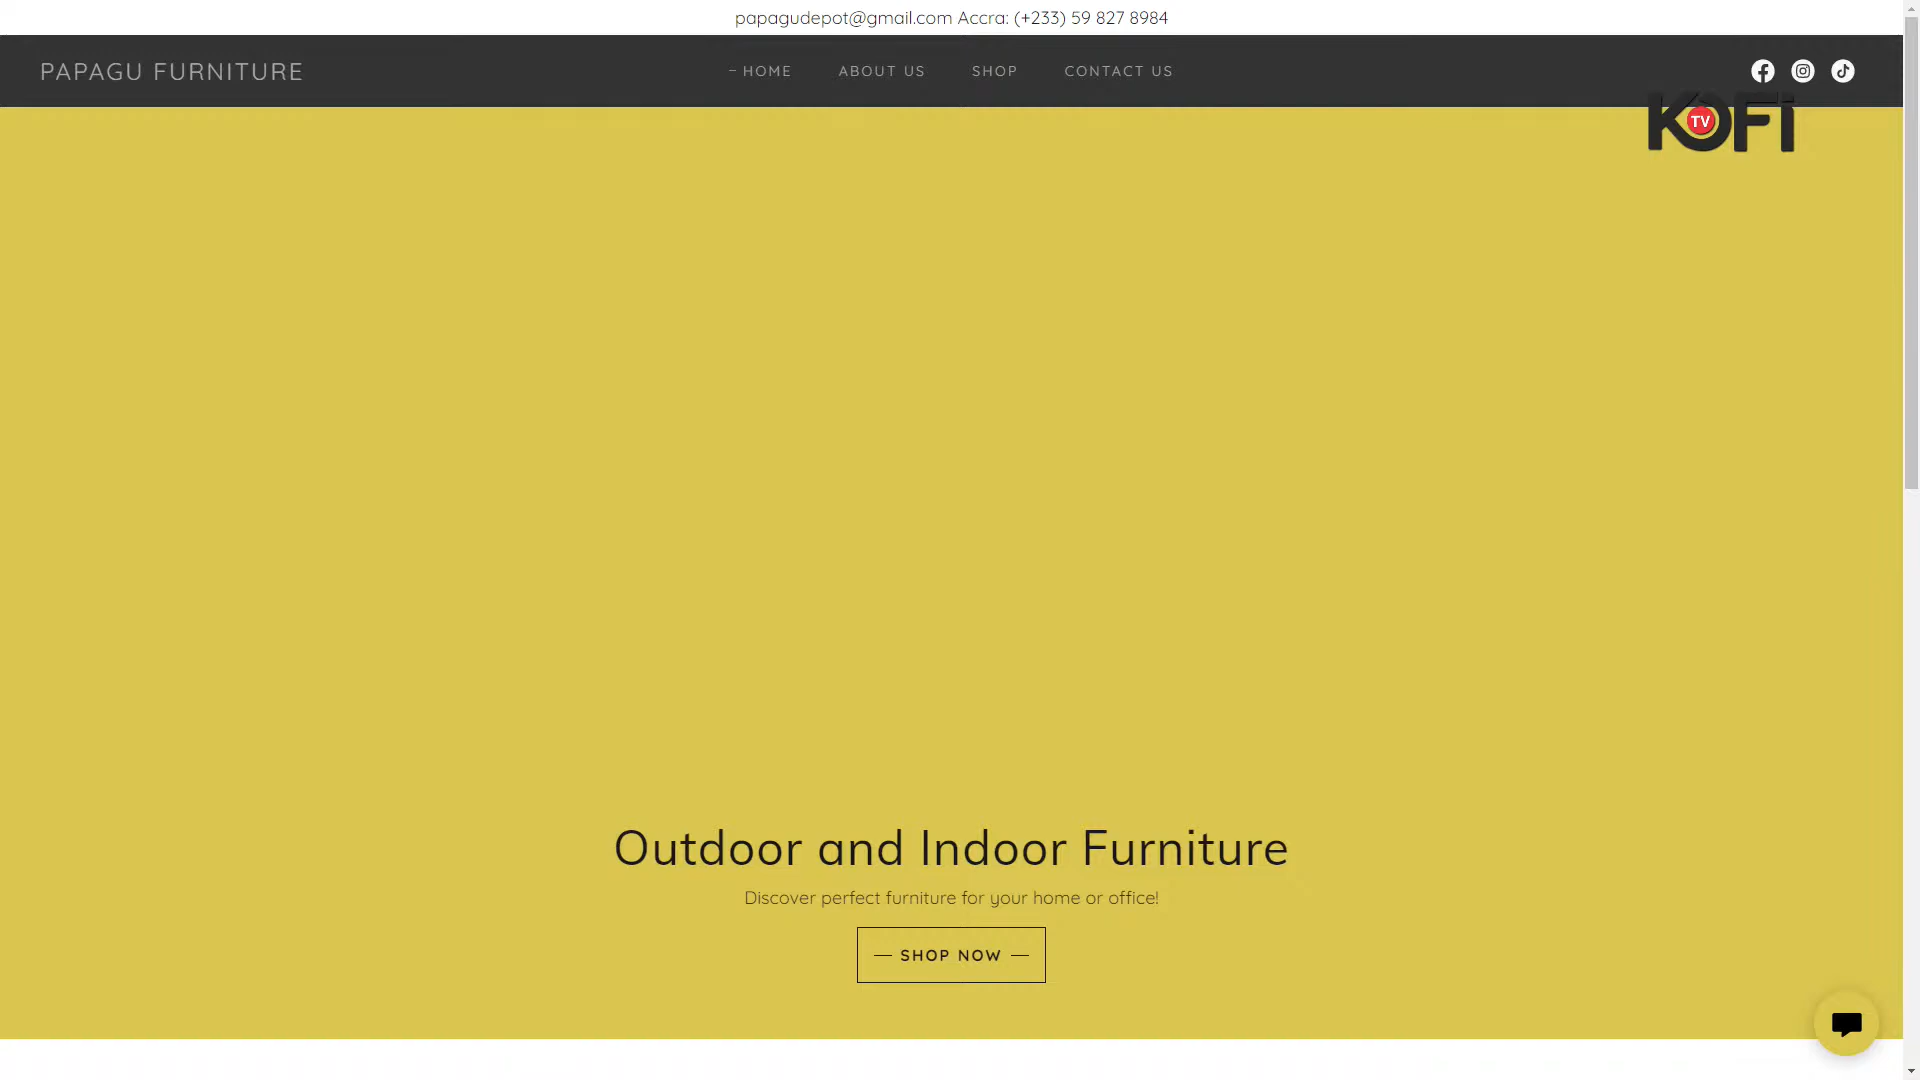 papagudepot@gmail.com Accra: (+233) 59 827 8984
PAPAGU FURNITURE
HOME
ABOUT US
SHOP
CONTACT US
KOFI
TV
Outdoor and Indoor Furniture
Discover perfect furniture for your home or office!
SHOP NOW